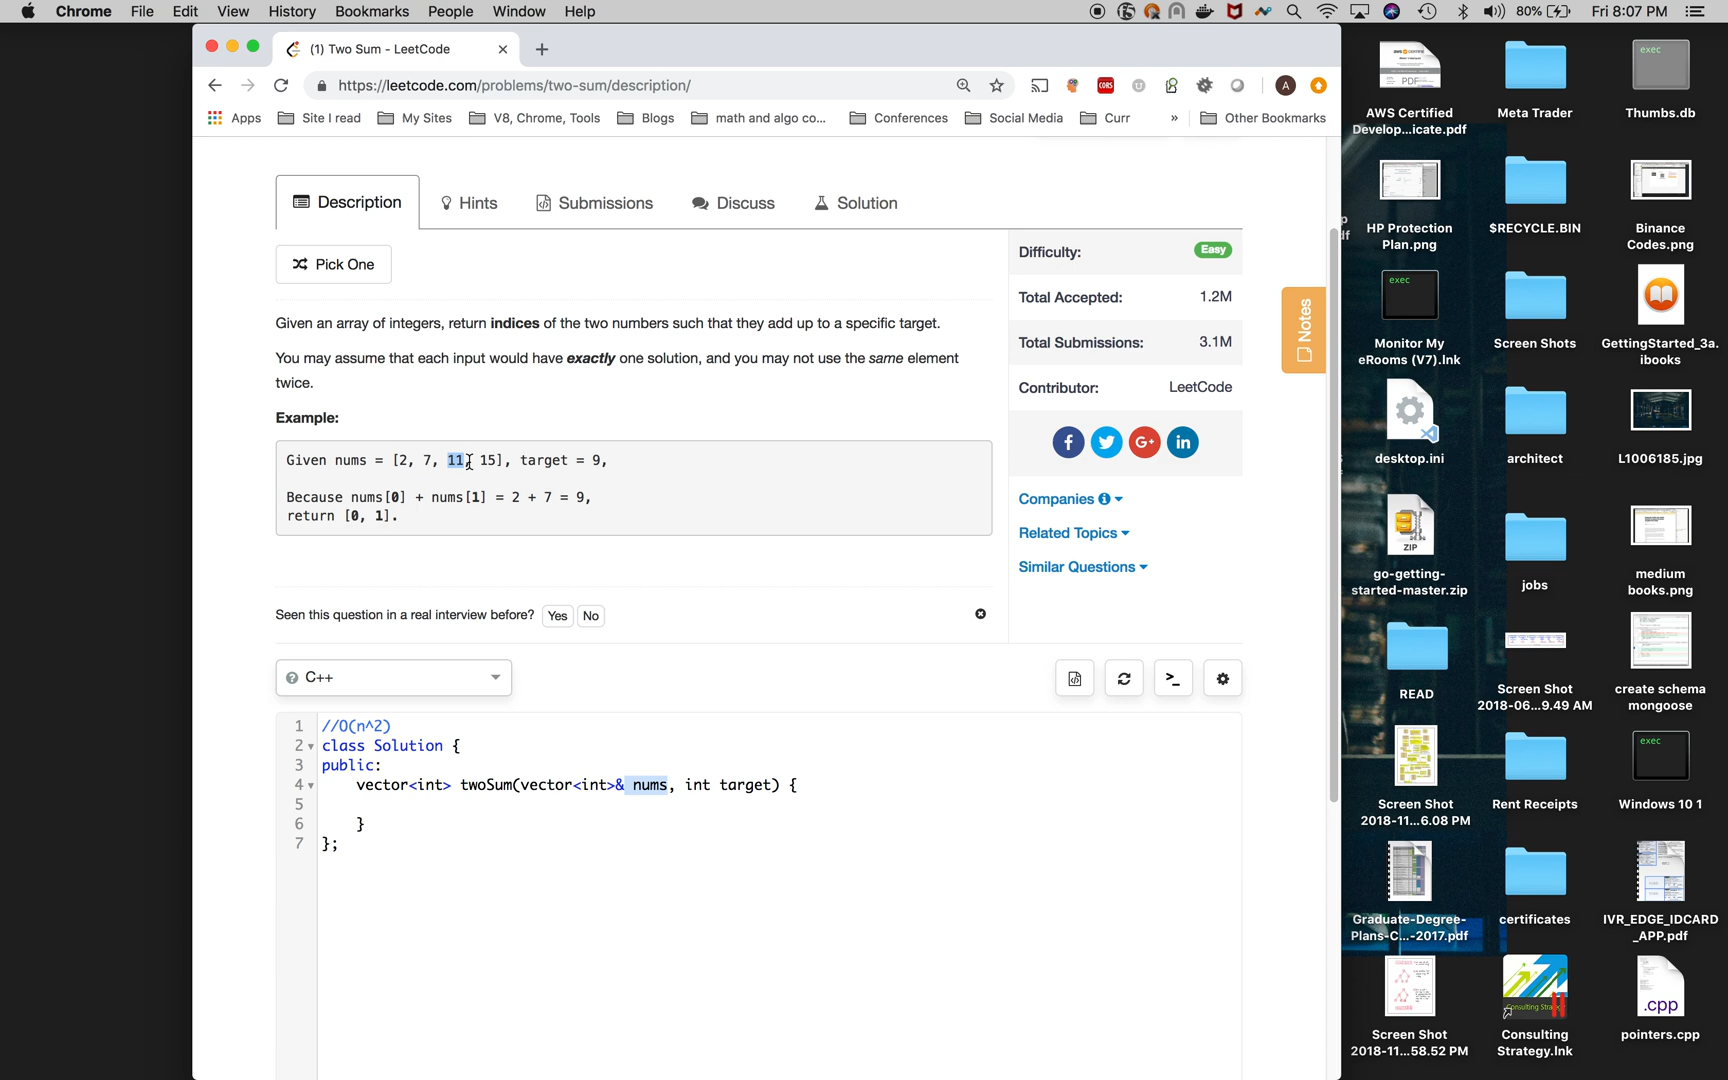 Chrome File Edit View History Bookmarks People Window Help 80% Fri 8:07 PM
(1) Two Sum - LeetCode
https://leetcode.com/problems/two-sum/description/
CORS
A
Apps Site I read My Sites V8, Chrome, Tools Blogs math and algo co... Conferences Social Media Curr » Other Bookmarks
Description Hints Submissions Discuss Solution
Pick One
Given an array of integers, return indices of the two numbers such that they add up to a specific target.
You may assume that each input would have exactly one solution, and you may not use the same element
twice.
Example:
Given nums = [2, 7, 11, 15], target = 9,
Because nums[0] + nums[1] = 2 + 7 = 9,
return [0, 1].
Seen this question in a real interview before? Yes No
Difficulty: Easy
Total Accepted: 1.2M
Total Submissions: 3.1M
Contributor: LeetCode
Companies
Related Topics
Similar Questions
Notes
C++
1 //O(n^2)
2 class Solution {
3 public:
4 vector<int> twoSum(vector<int>& nums, int target) {
5
6 }
7 };
PDF
AWS Certified
Develop...icate.pdf
Meta Trader
exec
Thumbs.db
HP Protection
Plan.png
$RECYCLE.BIN
Binance
Codes.png
exec
Monitor My
eRooms (V7).lnk
Screen Shots
GettingStarted_3a.
ibooks
desktop.ini
architect
L1006185.jpg
ZIP
go-getting-
started-master.zip
jobs
medium
books.png
READ
Screen Shot
2018-06...9.49 AM
create schema
mongoose
Screen Shot
2018-11...6.08 PM
Rent Receipts
exec
Windows 10 1
Graduate-Degree-
Plans-C...-2017.pdf
certificates
IVR_EDGE_IDCARD
_APP.pdf
Screen Shot
2018-11...58.52 PM
Consulting
Strategy.lnk
.cpp
pointers.cpp